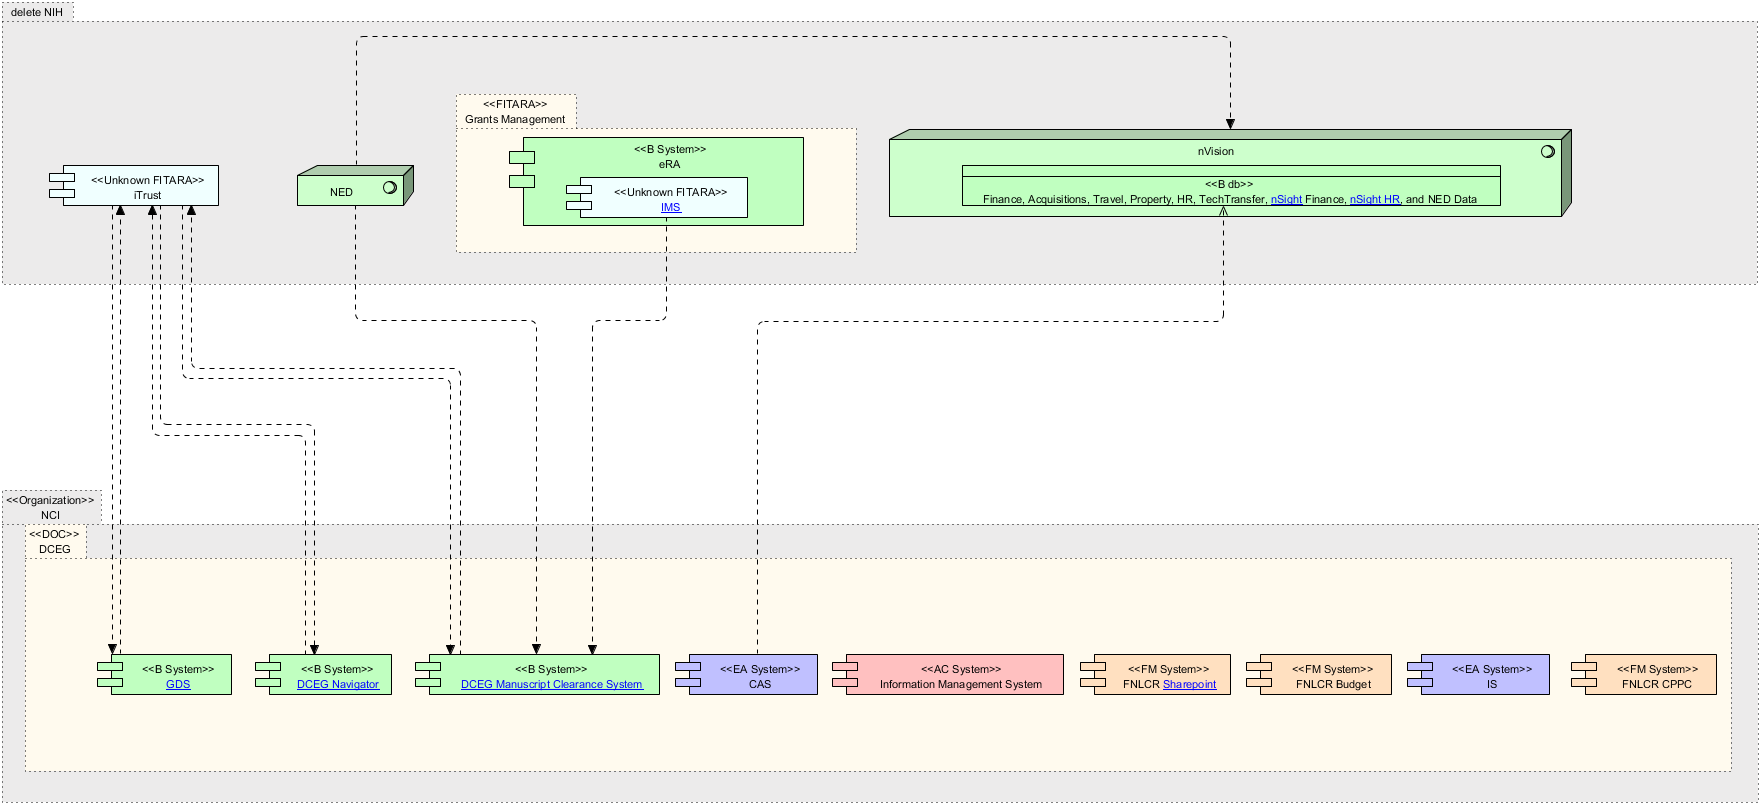 delete NIH
<<FITARA>>
Grants Management
<<B System>>
eRA
<<Unknown FITARA>>
IMS
<<Unknown FITARA>>
iTrust
NED
nVision
<<B db>>
Finance, Acquisitions, Travel, Property, HR, TechTransfer, nSight Finance, nSight HR, and NED Data
<<Organization>>
NCI
<<DOC>>
DCEG
<<B System>>
GDS
<<B System>>
DCEG Navigator
<<B System>>
DCEG Manuscript Clearance System
<<EA System>>
CAS
<<AC System>>
Information Management System
<<FM System>>
FNLCR Sharepoint
<<FM System>>
FNLCR Budget
<<EA System>>
IS
<<FM System>>
FNLCR CPPC